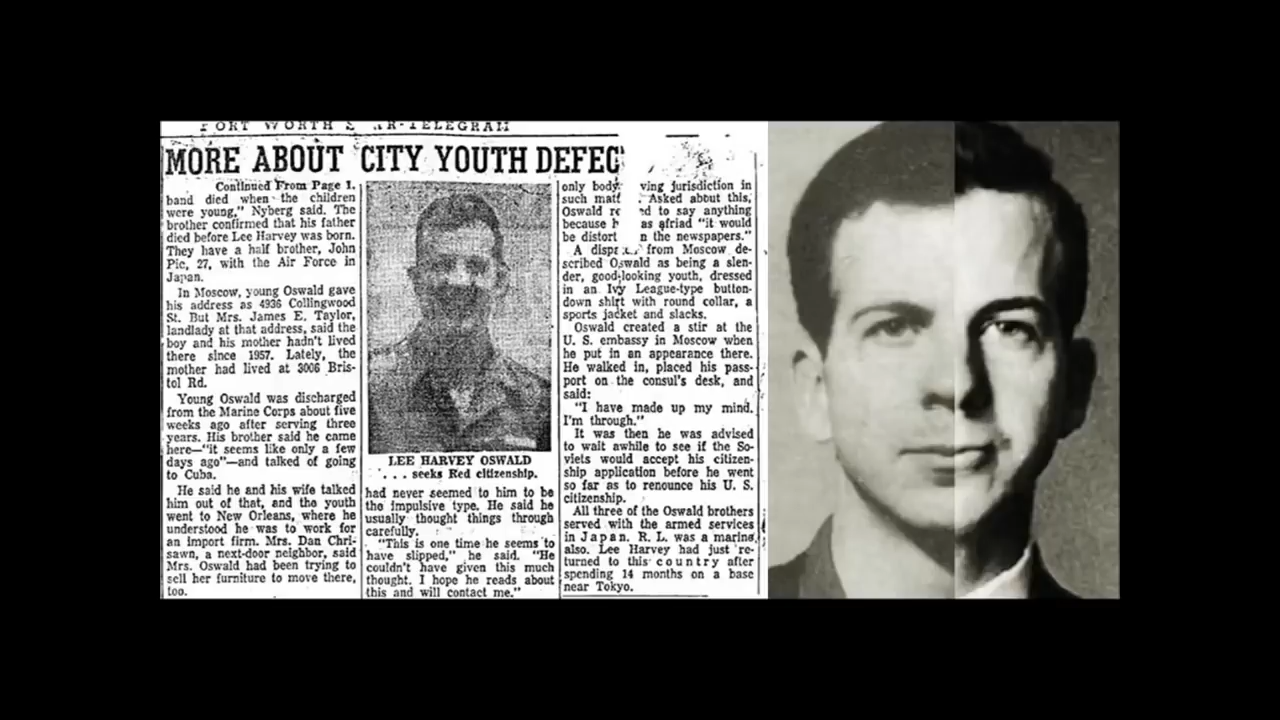 FORT WORTH S AR-TELEGRAM
MORE ABOUT CITY YOUTH DEFEC
Continued From Page 1.
band died when the children
were young," Nyberg said. The
brother confirmed that his father
died before Lee Harvey was born.
They have a half brother, John
Pic, 27, with the Air Force in
Japan.
In Moscow, young Oswald gave
his address as 4936 Collingwood
St. But Mrs. James E. Taylor,
landlady at that address, said the
boy and his mother hadn't lived
there since 1957. Lately, the
mother had lived at 3006 Bris-
tol Rd.
Young Oswald was discharged
from the Marine Corps about five
weeks ago after serving three
years. His brother said he came
here—"it seems like only a few
days ago"—and talked of going
to Cuba.
He said he and his wife talked
him out of that, and the youth
went to New Orleans, where he
understood he was to work for
an import firm. Mrs. Dan Chri-
sawn, a next-door neighbor, said
Mrs. Oswald had been trying to
sell her furniture to move there,
too.
LEE HARVEY OSWALD
. . . seeks Red citizenship.
had never seemed to him to be
the impulsive type. He said he
usually thought things through
carefully.
"This is one time he seems to
have slipped," he said. "He
couldn't have given this much
thought. I hope he reads about
this and will contact me."
only body ving jurisdiction in
such matt Asked about this,
Oswald re ed to say anything
because h as afriad "it would
be distort n the newspapers."
A dispa from Moscow de-
scribed Oswald as being a slen-
der, good-looking youth, dressed
in an Ivy League-type button-
down shirt with round collar, a
sports jacket and slacks.
Oswald created a stir at the
U. S. embassy in Moscow when
he put in an appearance there.
He walked in, placed his pass-
port on the consul's desk, and
said:
"I have made up my mind.
I'm through."
It was then he was advised
to wait awhile to see if the So-
viets would accept his citizen-
ship application before he went
so far as to renounce his U. S.
citizenship.
All three of the Oswald brothers
served with the armed services
in Japan. R. L. was a marine,
also. Lee Harvey had just re-
turned to this country after
spending 14 months on a base
near Tokyo.